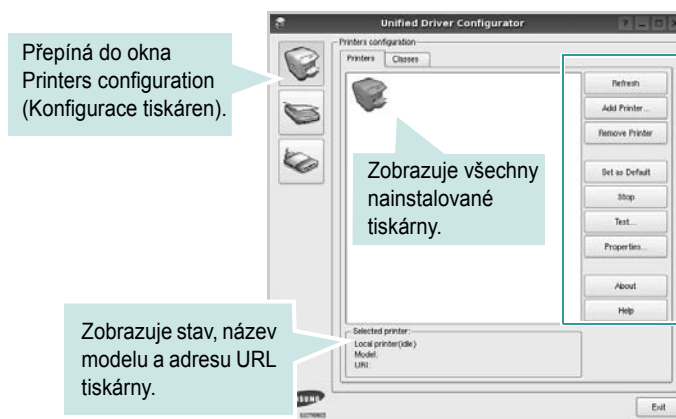 Unified Driver Configurator
Přepíná do okna
Printers configuration
(Konfigurace tiskáren).
Printers configuration
Printers
Classes
Refresh
Add Printer...
Remove Printer
Set as Default
Stop
Test...
Properties...
About
Help
Zobrazuje všechny
nainstalované
tiskárny.
Zobrazuje stav, název
modelu a adresu URL
tiskárny.
Selected printer:
Local printer(idle)
Model:
URI:
ELECTRONICS
Exit